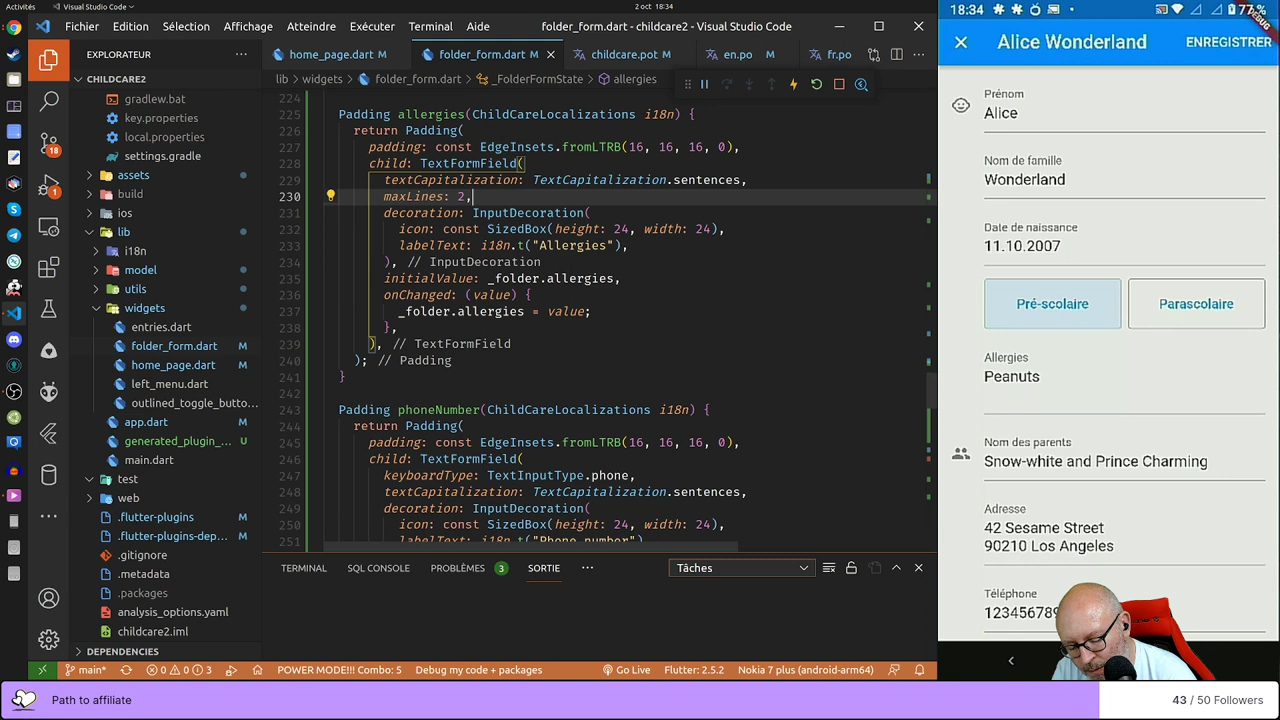 Activités
Visual Studio Code
2 oct 18:34
Fichier Edition Sélection Affichage Atteindre Exécuter Terminal Aide
folder_form.dart - childcare2 - Visual Studio Code
EXPLORATEUR
CHILDCARE2
gradlew.bat
key.properties
local.properties
settings.gradle
assets
build
ios
lib
i18n
model
utils
widgets
entries.dart
folder_form.dart M
home_page.dart M
left_menu.dart
outlined_toggle_butto...
app.dart M
generated_plugin_... U
main.dart
test
web
.flutter-plugins M
.flutter-plugins-dep... M
.gitignore
.metadata
.packages
analysis_options.yaml
childcare2.iml
DEPENDENCIES
18
1
home_page.dart M
folder_form.dart M
childcare.pot M
en.po M
fr.po
lib > widgets > folder_form.dart > _FolderFormState > allergies
224
225 Padding allergies(ChildCareLocalizations i18n) {
226 return Padding(
227 padding: const EdgeInsets.fromLTRB(16, 16, 16, 0),
228 child: TextFormField(
229 textCapitalization: TextCapitalization.sentences,
230 maxLines: 2,
231 decoration: InputDecoration(
232 icon: const SizedBox(height: 24, width: 24),
233 labelText: i18n.t("Allergies"),
234 ), // InputDecoration
235 initialValue: _folder.allergies,
236 onChanged: (value) {
237 _folder.allergies = value;
238 },
239 ), // TextFormField
240 ); // Padding
241 }
242
243 Padding phoneNumber(ChildCareLocalizations i18n) {
244 return Padding(
245 padding: const EdgeInsets.fromLTRB(16, 16, 16, 0),
246 child: TextFormField(
247 keyboardType: TextInputType.phone,
248 textCapitalization: TextCapitalization.sentences,
249 decoration: InputDecoration(
250 icon: const SizedBox(height: 24, width: 24),
251 labelText: i18n.t("Phone number")
TERMINAL SQL CONSOLE PROBLÈMES 3 SORTIE ...
Tâches
main*
0 0 3
POWER MODE!!! Combo: 5
Debug my code + packages
Go Live
Flutter: 2.5.2
Nokia 7 plus (android-arm64)
18:34
77%
DEBUG
Alice Wonderland
ENREGISTRER
Prénom
Alice
Nom de famille
Wonderland
Date de naissance
11.10.2007
Pré-scolaire
Parascolaire
Allergies
Peanuts
Nom des parents
Snow-white and Prince Charming
Adresse
42 Sesame Street
90210 Los Angeles
Téléphone
123456789
Path to affiliate
43 / 50 Followers